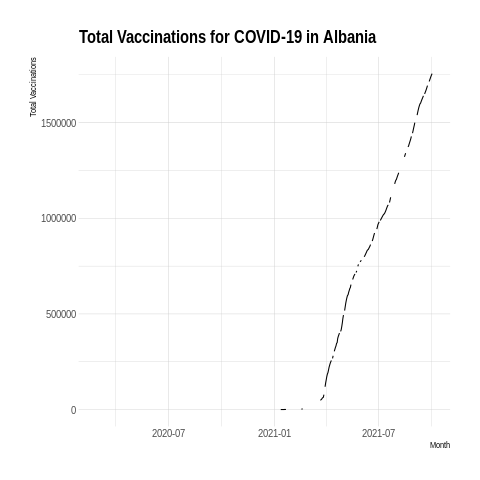 Total Vaccinations for COVID-19 in Albania
Total Vaccinations
1500000
1000000
500000
0
2020-07
2021-01
2021-07
Month